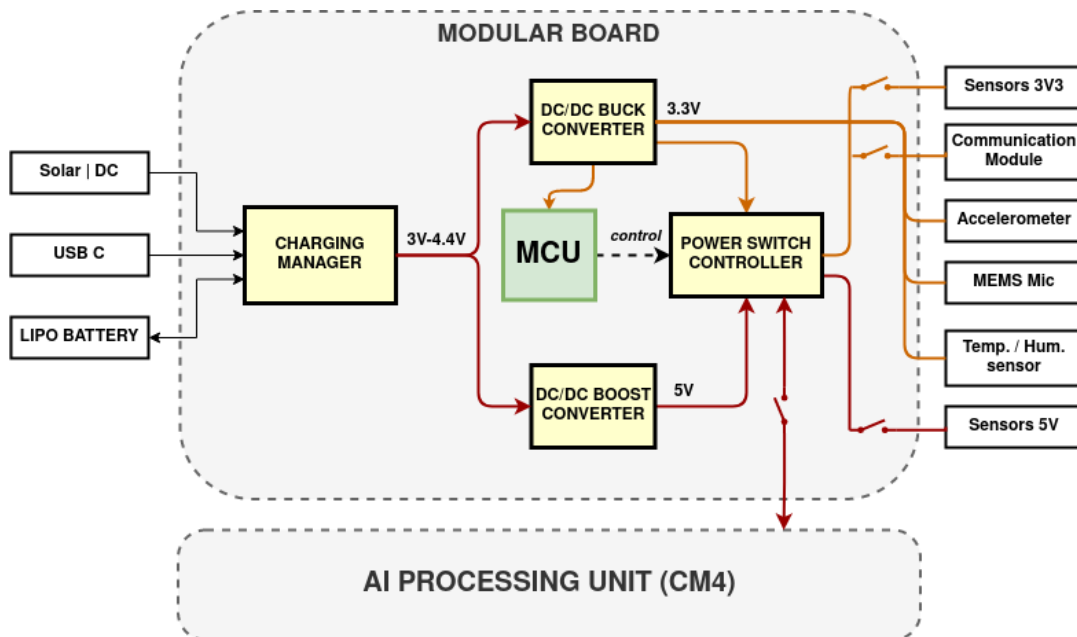 MODULAR BOARD
Solar | DC
USB C
LIPO BATTERY
CHARGING
MANAGER
3V-4.4V
DC/DC BUCK
CONVERTER
3.3V
MCU
control
POWER SWITCH
CONTROLLER
DC/DC BOOST
CONVERTER
5V
Sensors 3V3
Communication
Module
Accelerometer
MEMS Mic
Temp. / Hum.
sensor
Sensors 5V
AI PROCESSING UNIT (CM4)